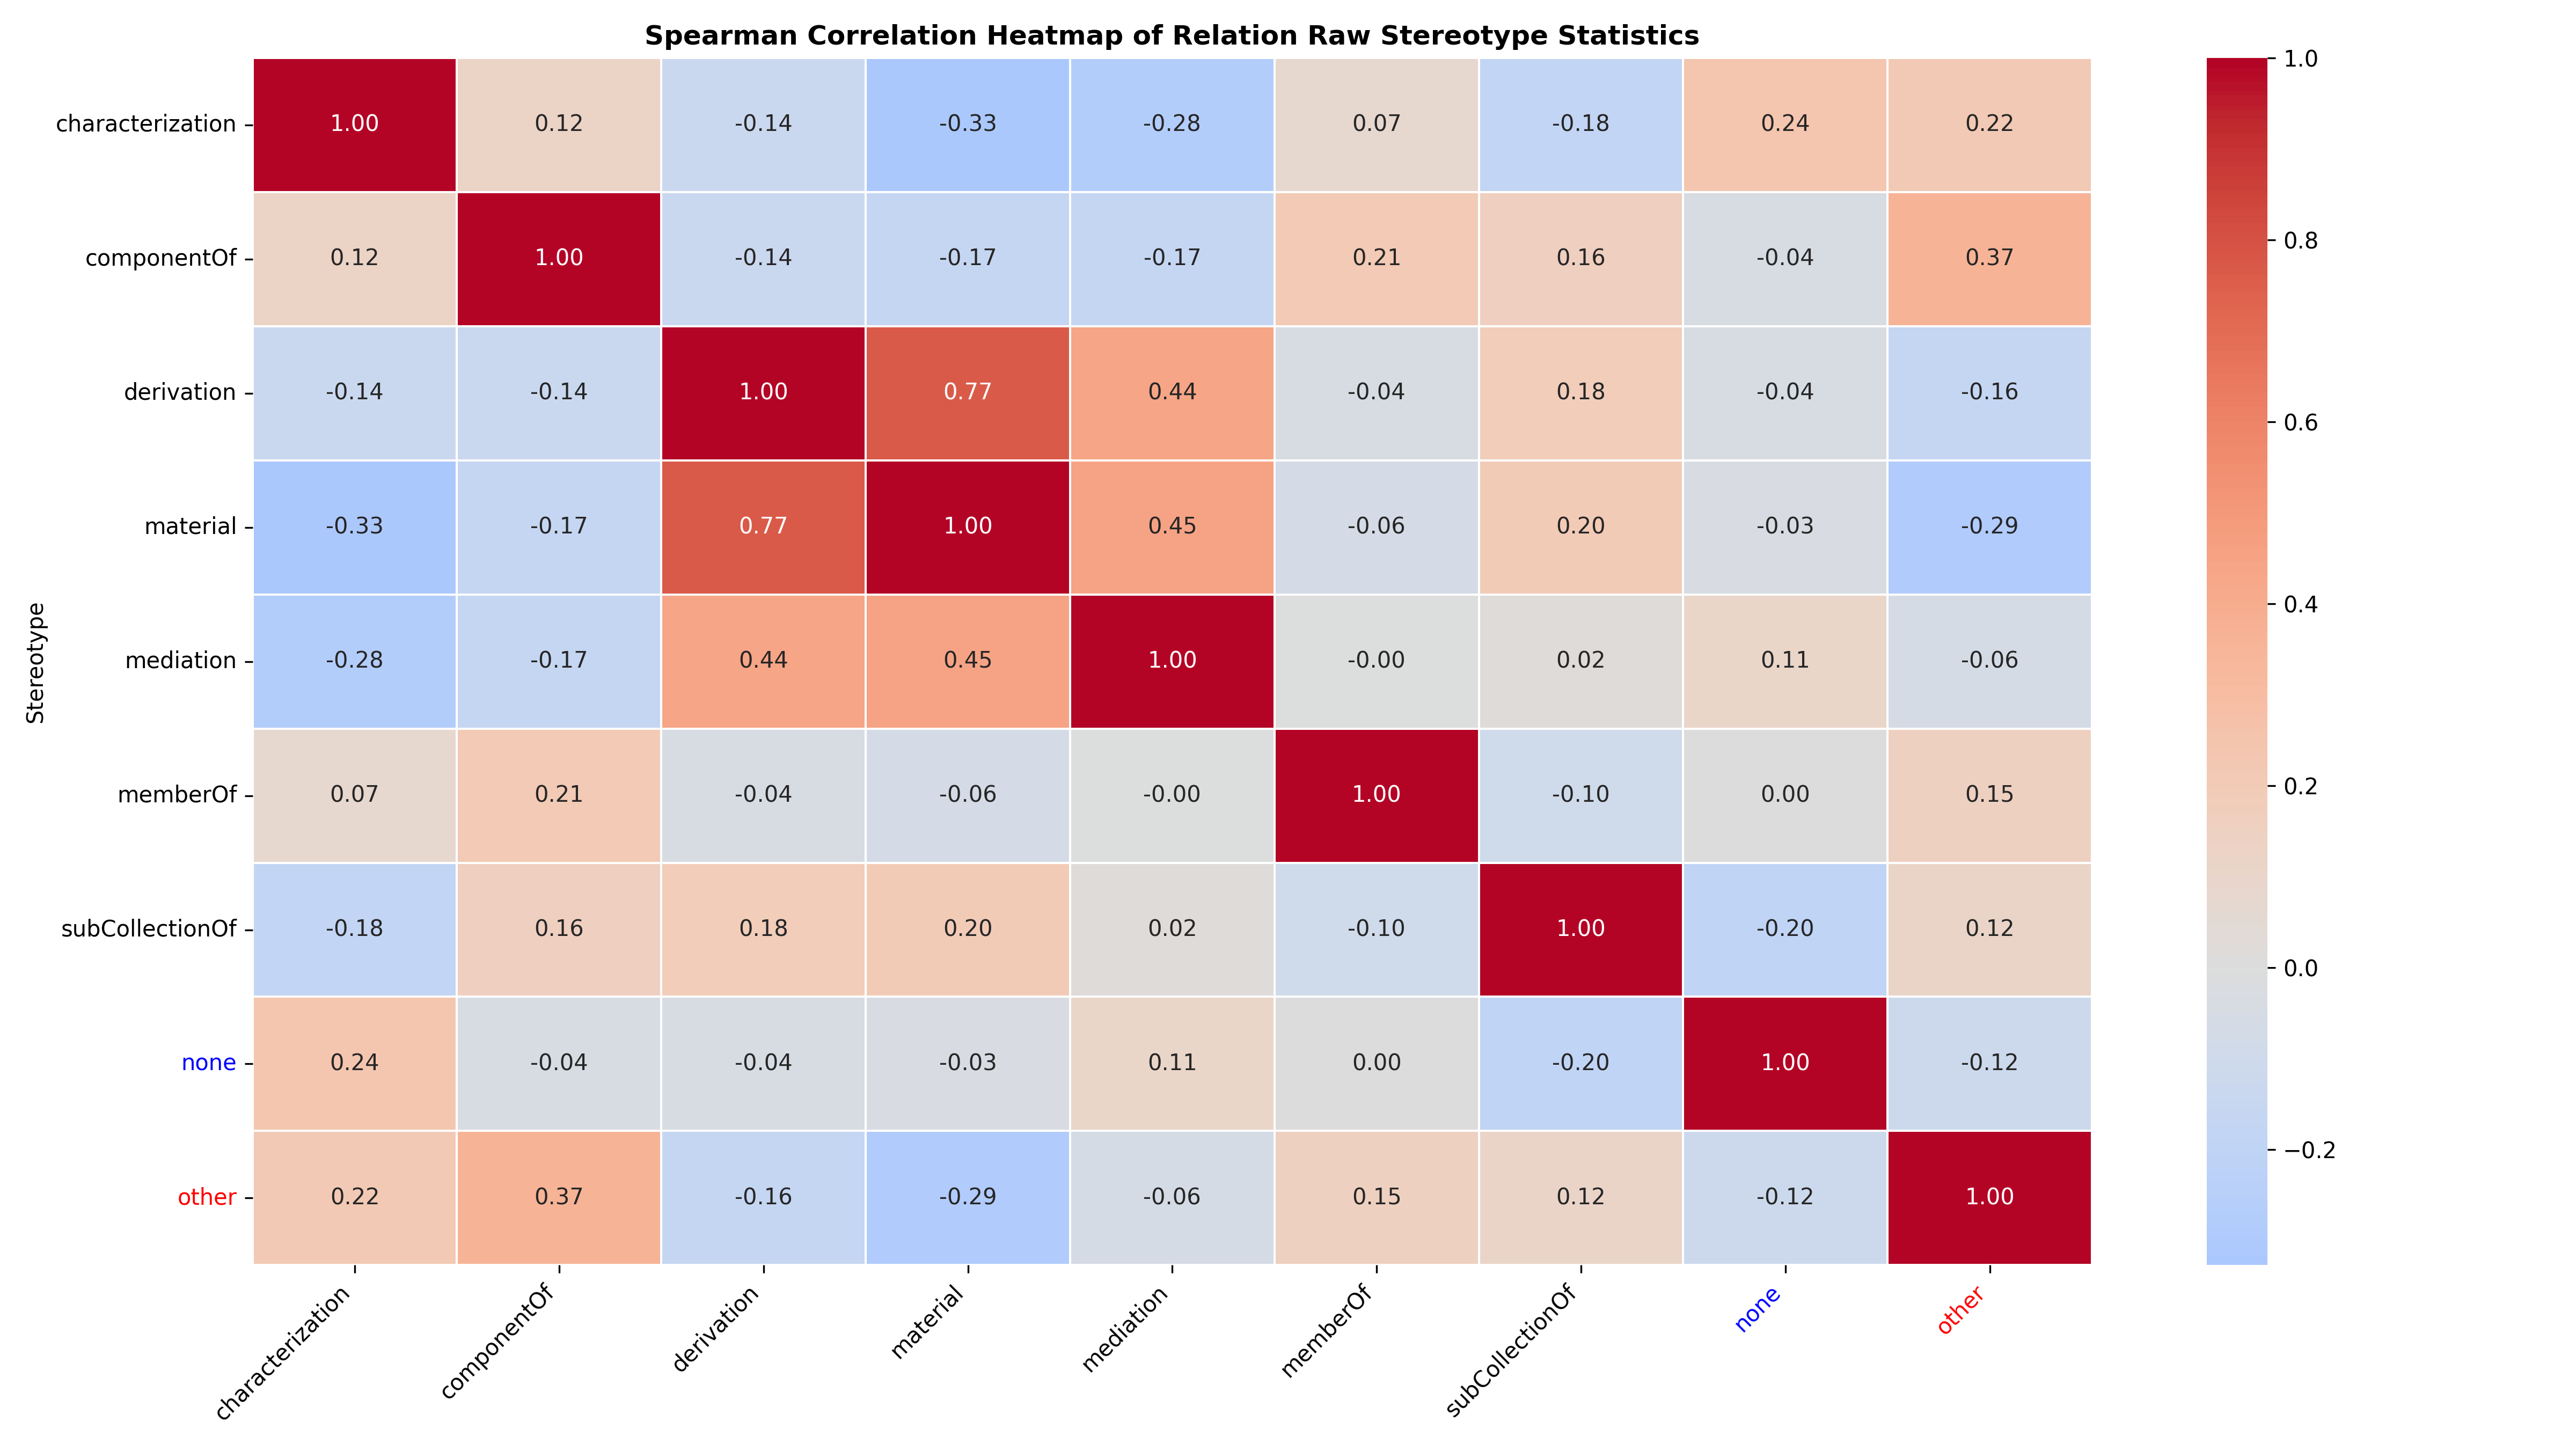 Spearman Correlation Heatmap of Relation Raw Stereotype Statistics
characterization 1.00 0.12 -0.14 -0.33 -0.28 0.07 -0.18 0.24 0.22
componentOf 0.12 1.00 -0.14 -0.17 -0.17 0.21 0.16 -0.04 0.37
derivation -0.14 -0.14 1.00 0.77 0.44 -0.04 0.18 -0.04 -0.16
material -0.33 -0.17 0.77 1.00 0.45 -0.06 0.20 -0.03 -0.29
mediation -0.28 -0.17 0.44 0.45 1.00 -0.00 0.02 0.11 -0.06
memberOf 0.07 0.21 -0.04 -0.06 -0.00 1.00 -0.10 0.00 0.15
subCollectionOf -0.18 0.16 0.18 0.20 0.02 -0.10 1.00 -0.20 0.12
none 0.24 -0.04 -0.04 -0.03 0.11 0.00 -0.20 1.00 -0.12
other 0.22 0.37 -0.16 -0.29 -0.06 0.15 0.12 -0.12 1.00
Stereotype
characterization
componentOf
derivation
material
mediation
memberOf
subCollectionOf
none
other
1.0
0.8
0.6
0.4
0.2
0.0
−0.2